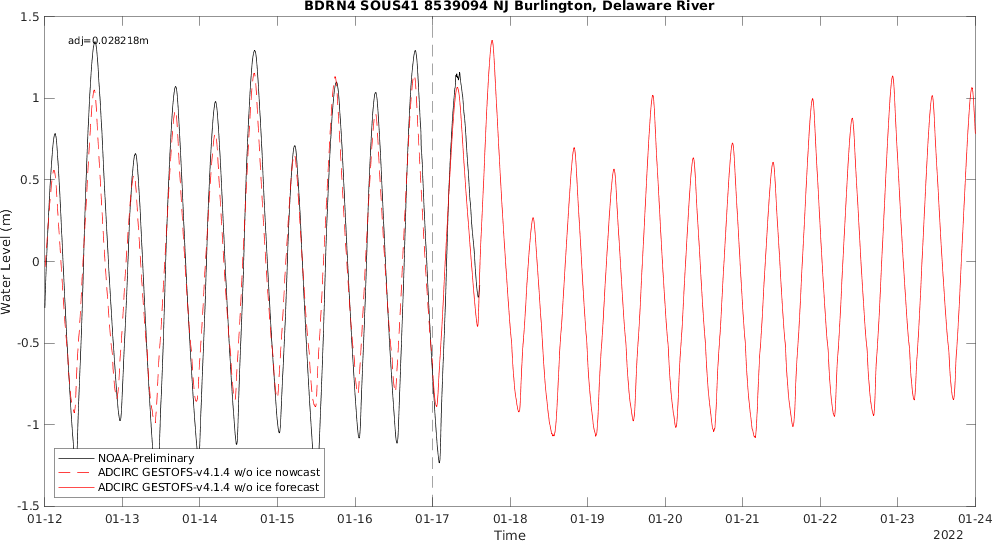 BDRN4 SOUS41 8539094 NJ Burlington, Delaware River
adj=0.028218m
1.5
1
0.5
0
-0.5
-1
-1.5
Water Level (m)
NOAA-Preliminary
ADCIRC GESTOFS-v4.1.4 w/o ice nowcast
ADCIRC GESTOFS-v4.1.4 w/o ice forecast
01-12 01-13 01-14 01-15 01-16 01-17 01-18 01-19 01-20 01-21 01-22 01-23 01-24
Time
2022